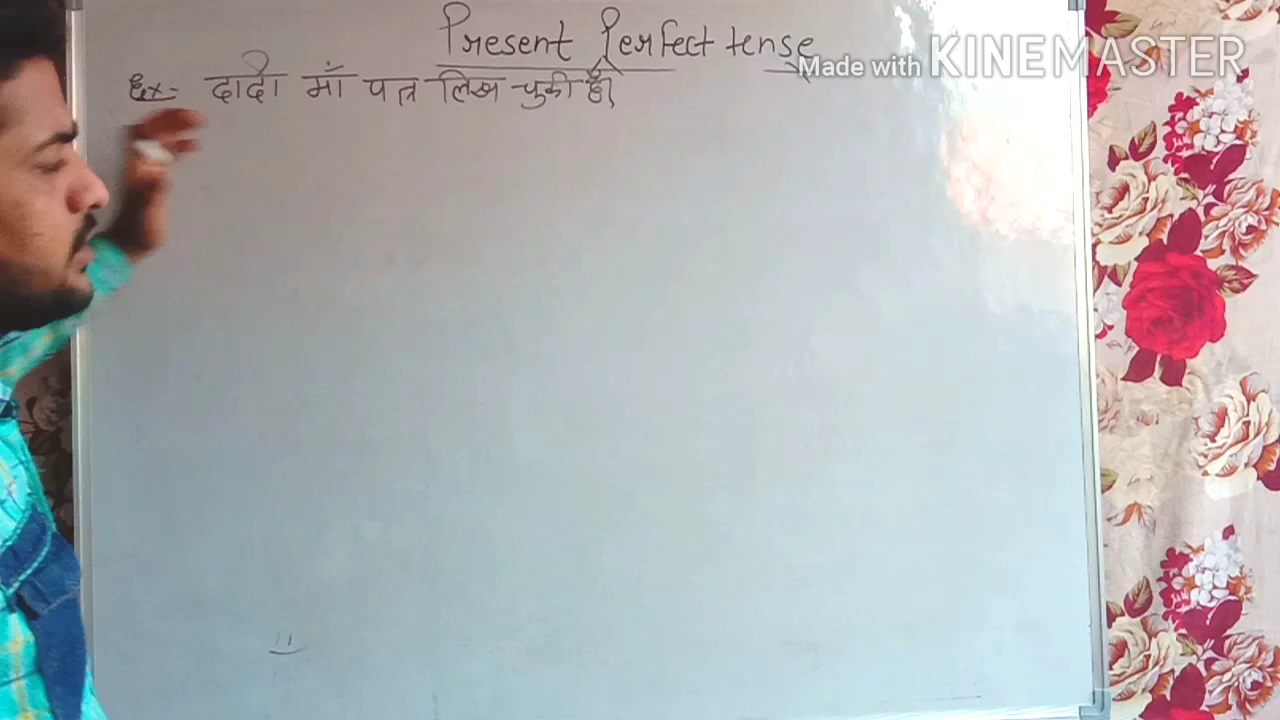 Present Perfect tense
Made with KINEMASTER
Ex:- दादी माँ पत्र लिख चुकी हैं।